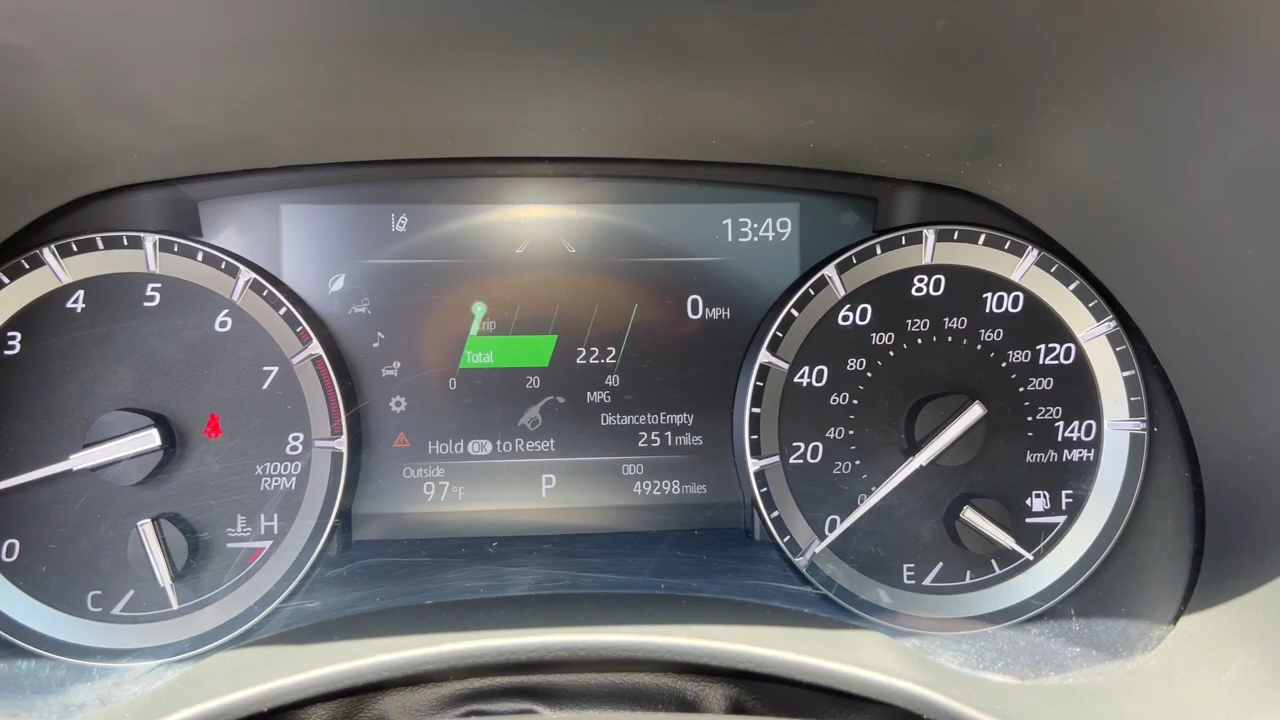 13:49
0 MPH
Trip
Total
22.2
0 20 40
MPG
Distance to Empty
251 miles
Hold OK to Reset
Outside
97°F
P
ODO
49298 miles
0
3
4
5
6
7
8
x1000
RPM
H
C
0
20
40
60
80
100
120
140
0
20
40
60
80
100
120
140
160
180
200
220
km/h MPH
F
E